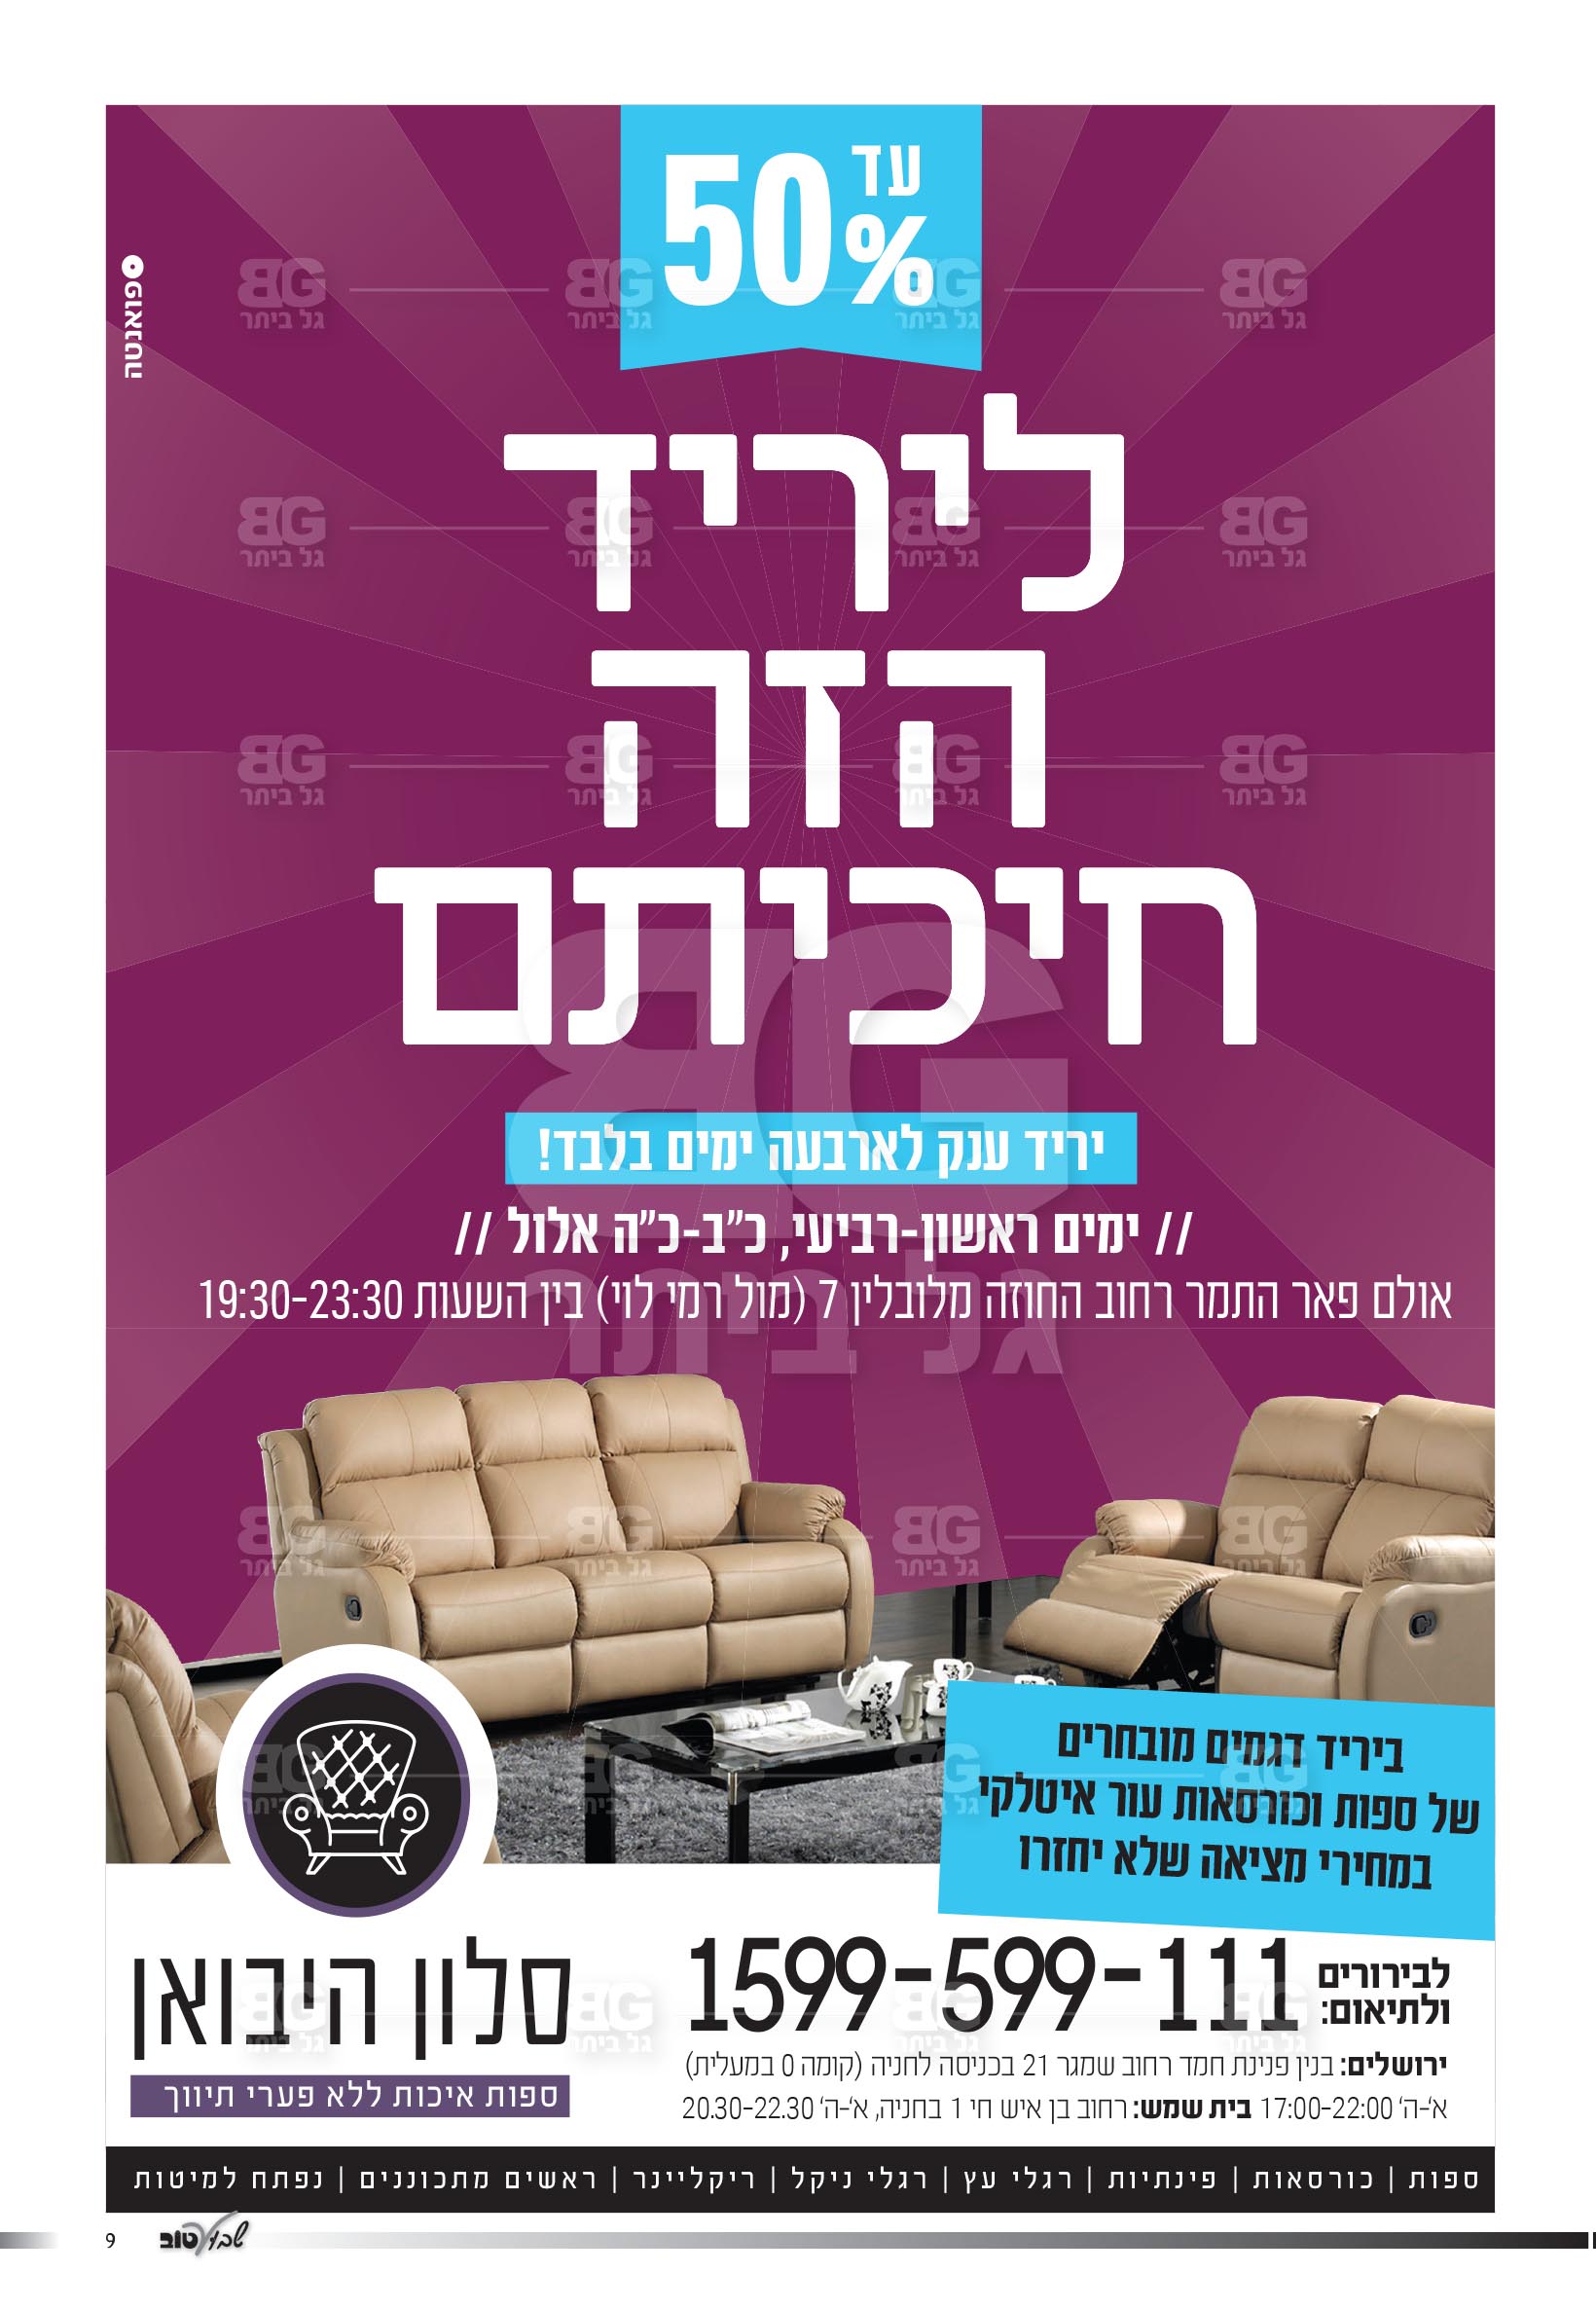 עד
50%
פואנטה
ליריד
הזה
חיכיתם
יריד ענק לארבעה ימים בלבד!
// ימים ראשון-רביעי, כ"ב-כ"ה אלול //
אולם פאר התמר רחוב החוזה מלובלין 7 (מול רמי לוי) בין השעות 19:30-23:30
BG
גל ביתר
ביריד דגמים מובחרים
של ספות וכורסאות עור איטלקי
במחירי מציאה שלא יחזרו
לבירורים
ולתיאום:
1599-599-111
ירושלים: בנין פנינת חמד רחוב שמגר 21 בכניסה לחניה (קומה 0 במעלית)
א'-ה' 17:00-22:00 בית שמש: רחוב בן איש חי 1 בחניה, א'-ה' 20.30-22.30
סלון היבואן
ספות איכות ללא פערי תיווך
ספות | כורסאות | פינתיות | רגלי עץ | רגלי ניקל | ריקליינר | ראשים מתכווננים | נפתח למיטות
9
שבוע טוב